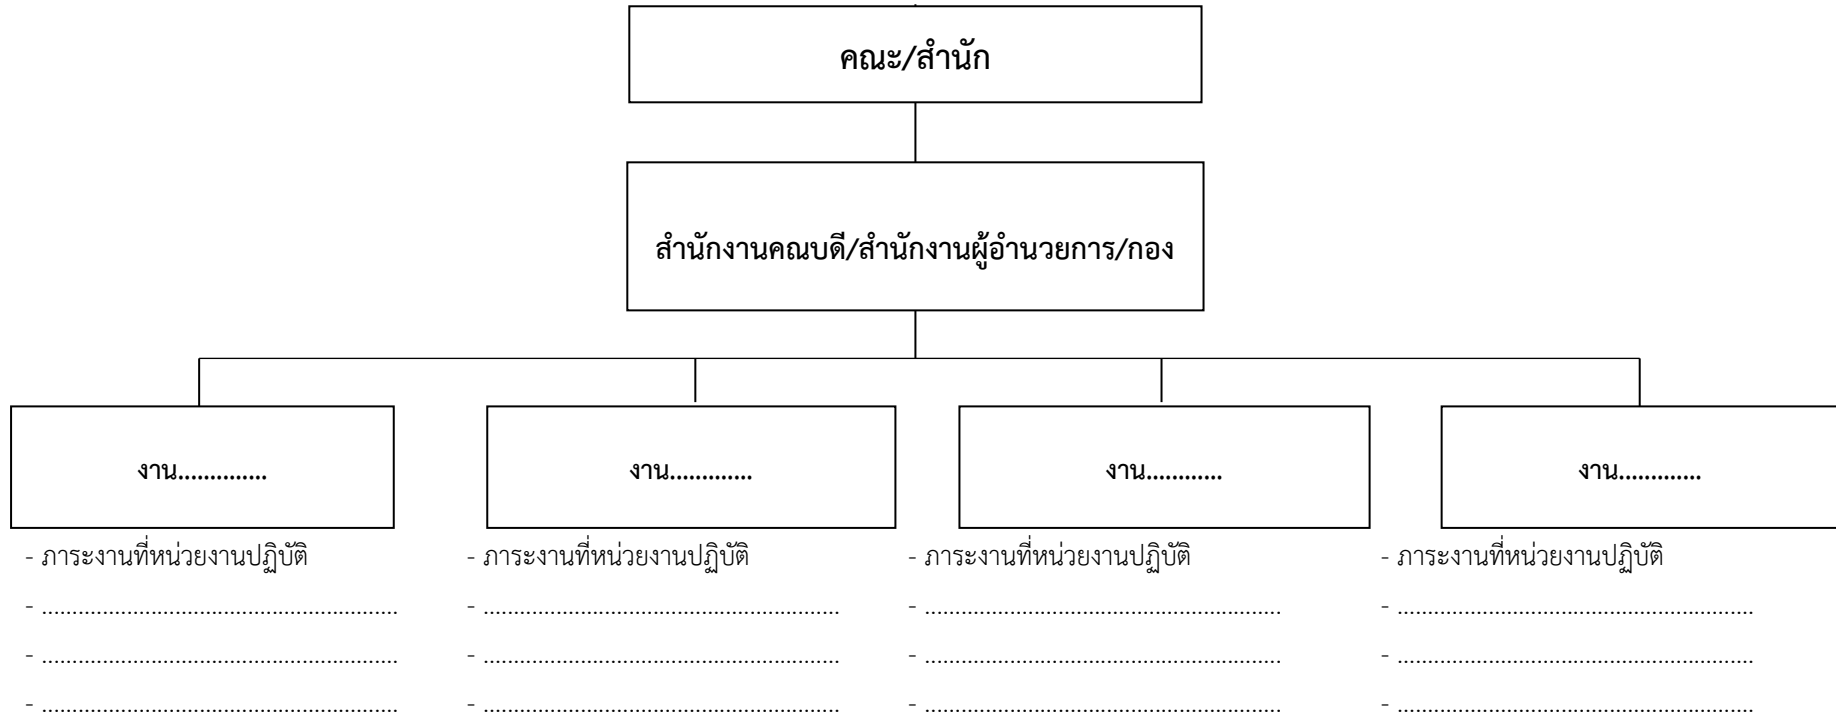 คณะ/สำนัก
สำนักงานคณบดี/สำนักงานผู้อำนวยการ/กอง
งาน..............
งาน.............
งาน............
งาน.............
- ภาระงานที่หน่วยงานปฏิบัติ
- ภาระงานที่หน่วยงานปฏิบัติ
- ภาระงานที่หน่วยงานปฏิบัติ
- ภาระงานที่หน่วยงานปฏิบัติ
- ...........................................................
- ...........................................................
- ...........................................................
- ...........................................................
- ...........................................................
- ...........................................................
- ...........................................................
- ...........................................................
- ...........................................................
- ...........................................................
- ...........................................................
- ...........................................................